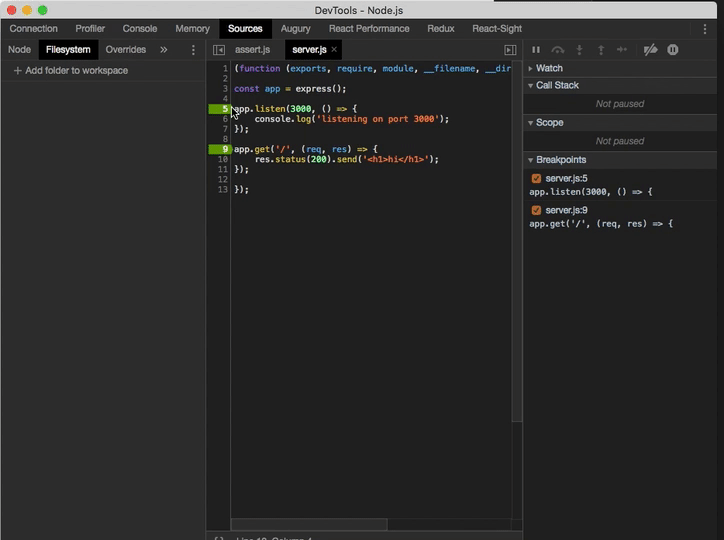 DevTools - Node.js
Connection Profiler Console Memory Sources Augury React Performance Redux React-Sight
Node Filesystem Overrides »
+ Add folder to workspace
assert.js server.js ×
1 (function (exports, require, module, __filename, __dir
2
3 const app = express();
4
5 app.listen(3000, () => {
6 console.log('listening on port 3000');
7 });
8
9 app.get('/', (req, res) => {
10 res.status(200).send('<h1>hi</h1>');
11 });
12
13 });
Watch
Call Stack
Not paused
Scope
Not paused
Breakpoints
server.js:5
app.listen(3000, () => {
server.js:9
app.get('/', (req, res) => {